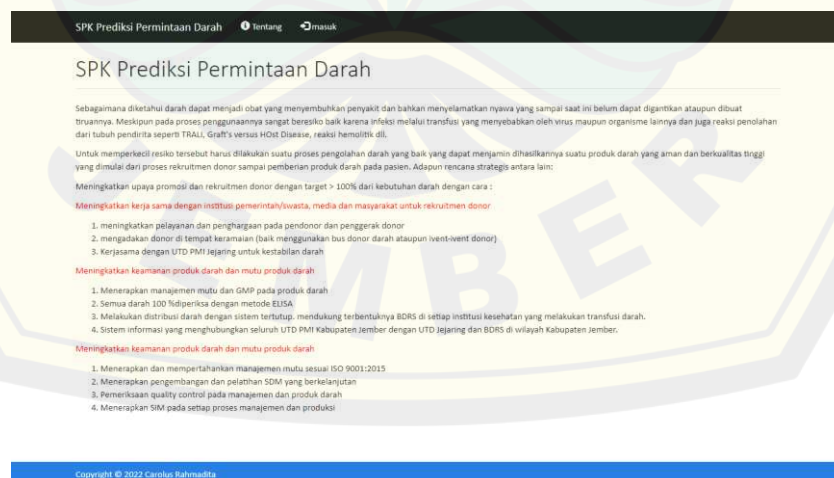 SPK Prediksi Permintaan Darah Tentang masuk
SPK Prediksi Permintaan Darah
Sebagaimana diketahui darah dapat menjadi obat yang menyembuhkan penyakit dan bahkan menyelamatkan nyawa yang sampai saat ini belum dapat digantikan ataupun dibuat
tiruannya. Meskipun pada proses penggunaannya sangat beresiko baik karena infeksi melalui transfusi yang menyebabkan oleh virus maupun organisme lainnya dan juga reaksi penolahan
dari tubuh pendirita seperti TRALI, Graft's versus HOst Disease, reaksi hemolitik dll.
Untuk memperkecil resiko tersebut harus dilakukan suatu proses pengolahan darah yang baik yang dapat menjamin dihasilkannya suatu produk darah yang aman dan berkualitas tinggi
yang dimulai dari proses rekruitmen donor sampai pemberian produk darah pada pasien. Adapun rencana strategis antara lain:
Meningkatkan upaya promosi dan rekruitmen donor dengan target > 100% dari kebutuhan darah dengan cara :
Meningkatkan kerja sama dengan institusi pemerintah/swasta, media dan masyarakat untuk rekruitmen donor
1. meningkatkan pelayanan dan penghargaan pada pendonor dan penggerak donor
2. mengadakan donor di tempat keramaian (baik menggunakan bus donor darah ataupun ivent-ivent donor)
3. Kerjasama dengan UTD PMI Jejaring untuk kestabilan darah
Meningkatkan keamanan produk darah dan mutu produk darah
1. Menerapkan manajemen mutu dan GMP pada produk darah
2. Semua darah 100 %diperiksa dengan metode ELISA
3. Melakukan distribusi darah dengan sistem tertutup. mendukung terbentuknya BDRS di setiap institusi kesehatan yang melakukan transfusi darah.
4. Sistem informasi yang menghubungkan seluruh UTD PMI Kabupaten Jember dengan UTD Jejaring dan BDRS di wilayah Kabupaten Jember.
Meningkatkan keamanan produk darah dan mutu produk darah
1. Menerapkan dan mempertahankan manajemen mutu sesuai ISO 9001:2015
2. Menerapkan pengembangan dan pelatihan SDM yang berkelanjutan
3. Pemeriksaan quality control pada manajemen dan produk darah
4. Menerapkan SIM pada setiap proses manajemen dan produksi
Copyright © 2022 Carolus Rahmadita